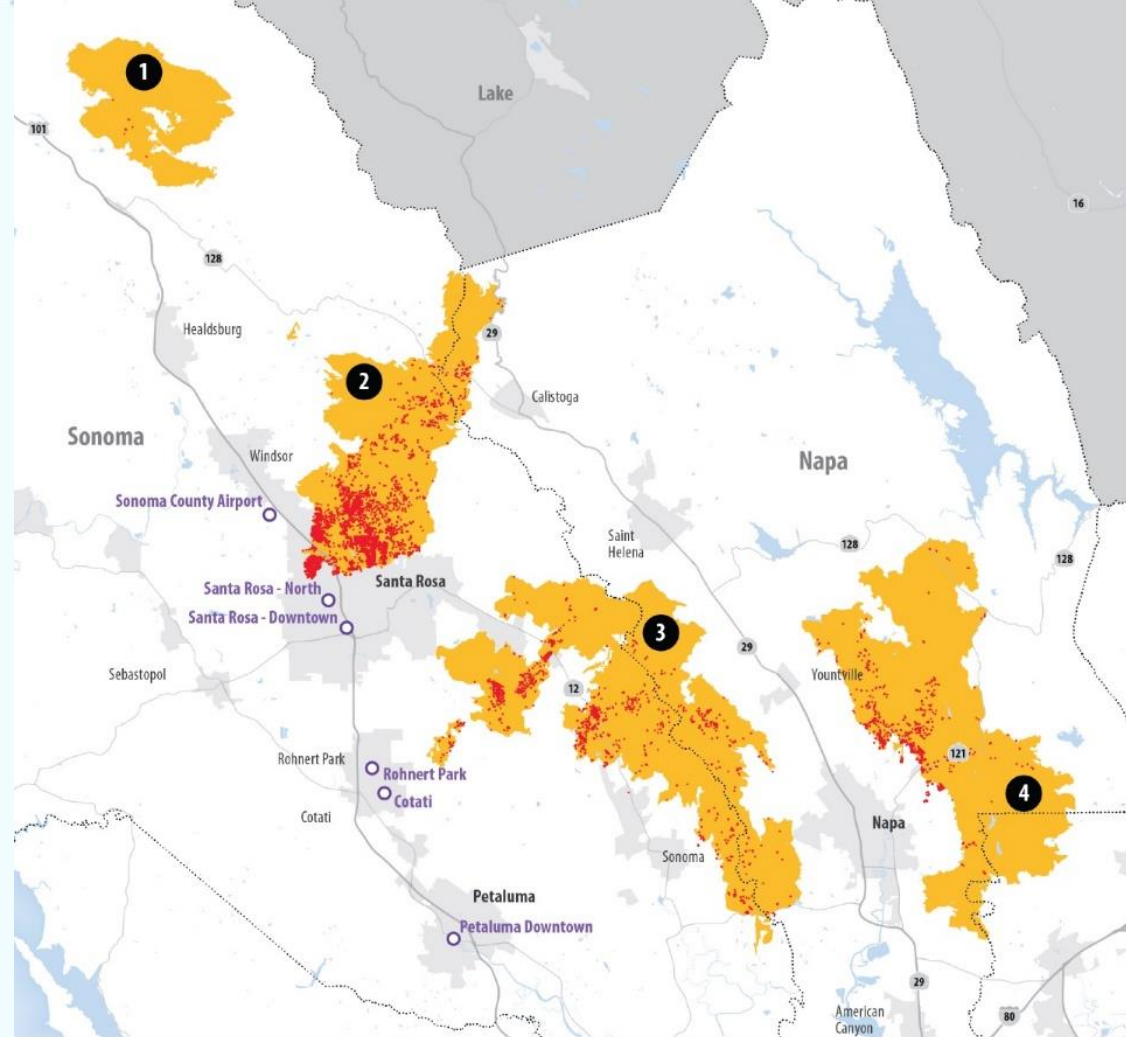 1
Lake
101
16
128
Healdsburg
29
2
Calistoga
Sonoma
Windsor
Napa
Sonoma County Airport
Saint
Helena
128
128
Santa Rosa
Santa Rosa - North
Santa Rosa - Downtown
3
29
Sebastopol
Yountville
12
121
Rohnert Park
Rohnert Park
Cotati
4
Cotati
Napa
Sonoma
Petaluma
Petaluma Downtown
29
American
Canyon
80